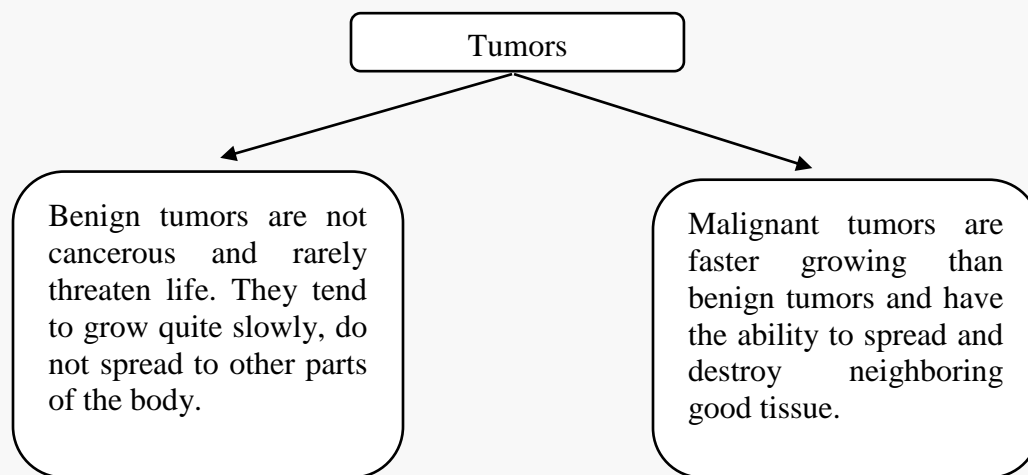 Tumors
Benign tumors are not
cancerous and rarely
threaten life. They tend
to grow quite slowly, do
not spread to other parts
of the body.
Malignant tumors are
faster growing than
benign tumors and have
the ability to spread and
destroy neighboring
good tissue.